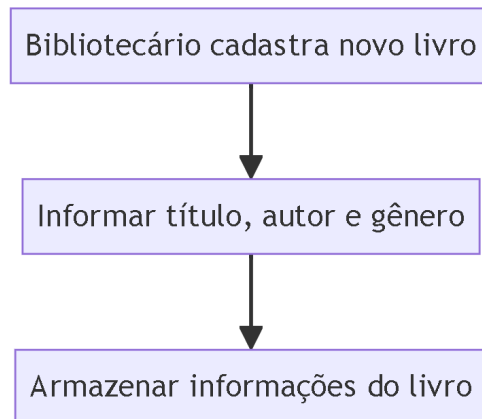 Bibliotecário cadastra novo livro
Informar título, autor e gênero
Armazenar informações do livro